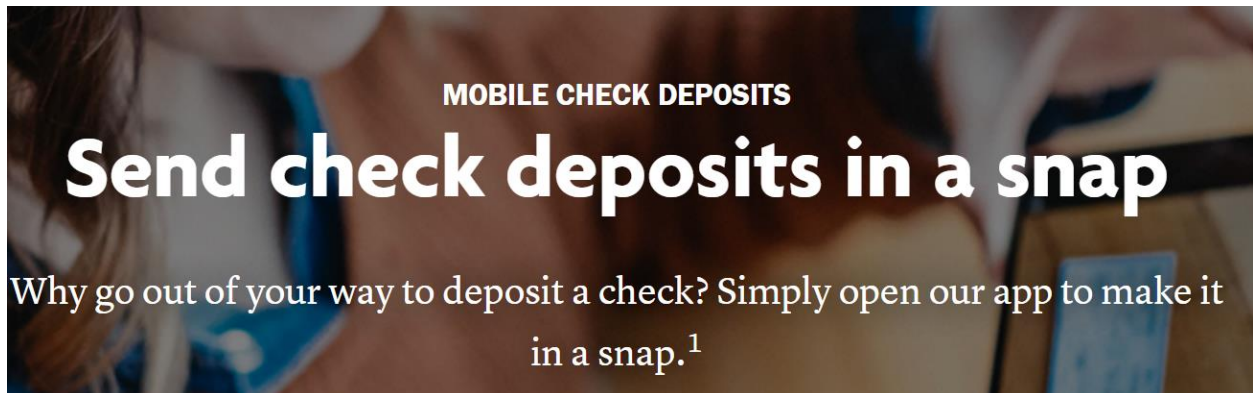 MOBILE CHECK DEPOSITS
Send check deposits in a snap
Why go out of your way to deposit a check? Simply open our app to make it
in a snap.¹